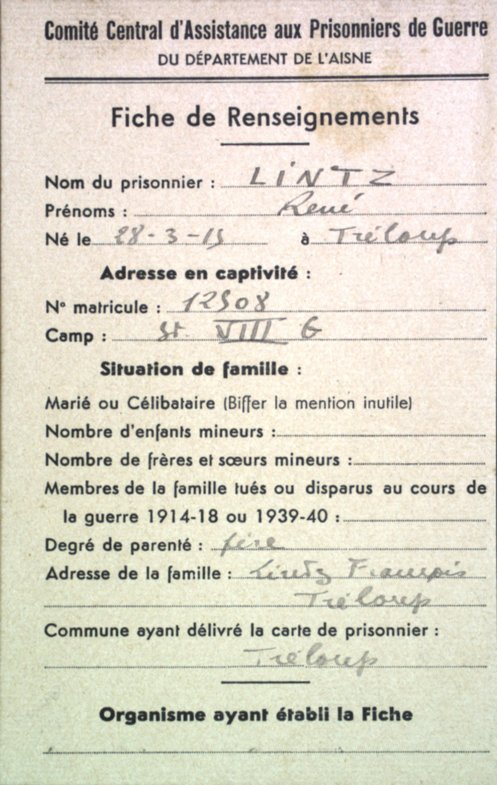 Comité Central d'Assistance aux Prisonniers de Guerre
DU DÉPARTEMENT DE L'AISNE
Fiche de Renseignements
Nom du prisonnier : LINTZ
Prénoms : René
Né le 28-3-15 à Tréloup
Adresse en captivité :
N° matricule : 12908
Camp : St. VIII G
Situation de famille :
Marié ou Célibataire (Biffer la mention inutile)
Nombre d'enfants mineurs :
Nombre de frères et sœurs mineurs :
Membres de la famille tués ou disparus au cours de
la guerre 1914-18 ou 1939-40 :
Degré de parenté : père
Adresse de la famille : Lintz François
Tréloup
Commune ayant délivré la carte de prisonnier :
Tréloup
Organisme ayant établi la Fiche